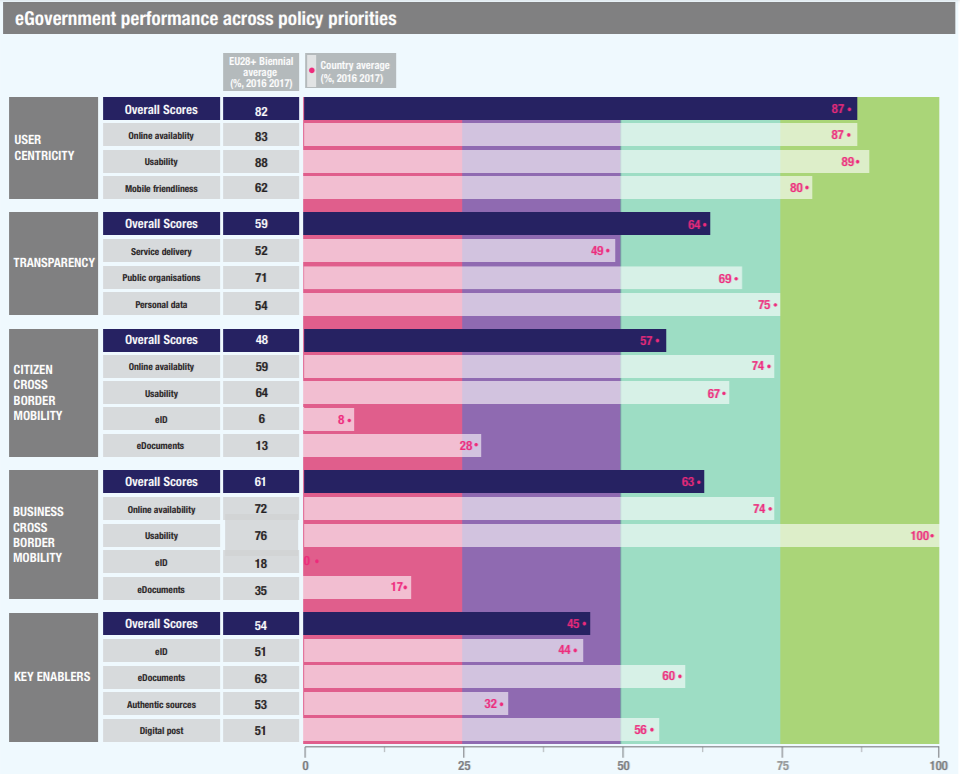 eGovernment performance across policy priorities
EU28+ Biennial
average
(%, 2016 2017)
Country average
(%, 2016 2017)
USER
CENTRICITY
Overall Scores 82 87
Online availablity 83 87
Usability 88 89
Mobile friendliness 62 80
TRANSPARENCY
Overall Scores 59 64
Service delivery 52 49
Public organisations 71 69
Personal data 54 75
CITIZEN
CROSS
BORDER
MOBILITY
Overall Scores 48 57
Online availablity 59 74
Usability 64 67
eID 6 8
eDocuments 13 28
BUSINESS
CROSS
BORDER
MOBILITY
Overall Scores 61 63
Online availability 72 74
Usability 76 100
eID 18 0
eDocuments 35 17
KEY ENABLERS
Overall Scores 54 45
eID 51 44
eDocuments 63 60
Authentic sources 53 32
Digital post 51 56
0 25 50 75 100